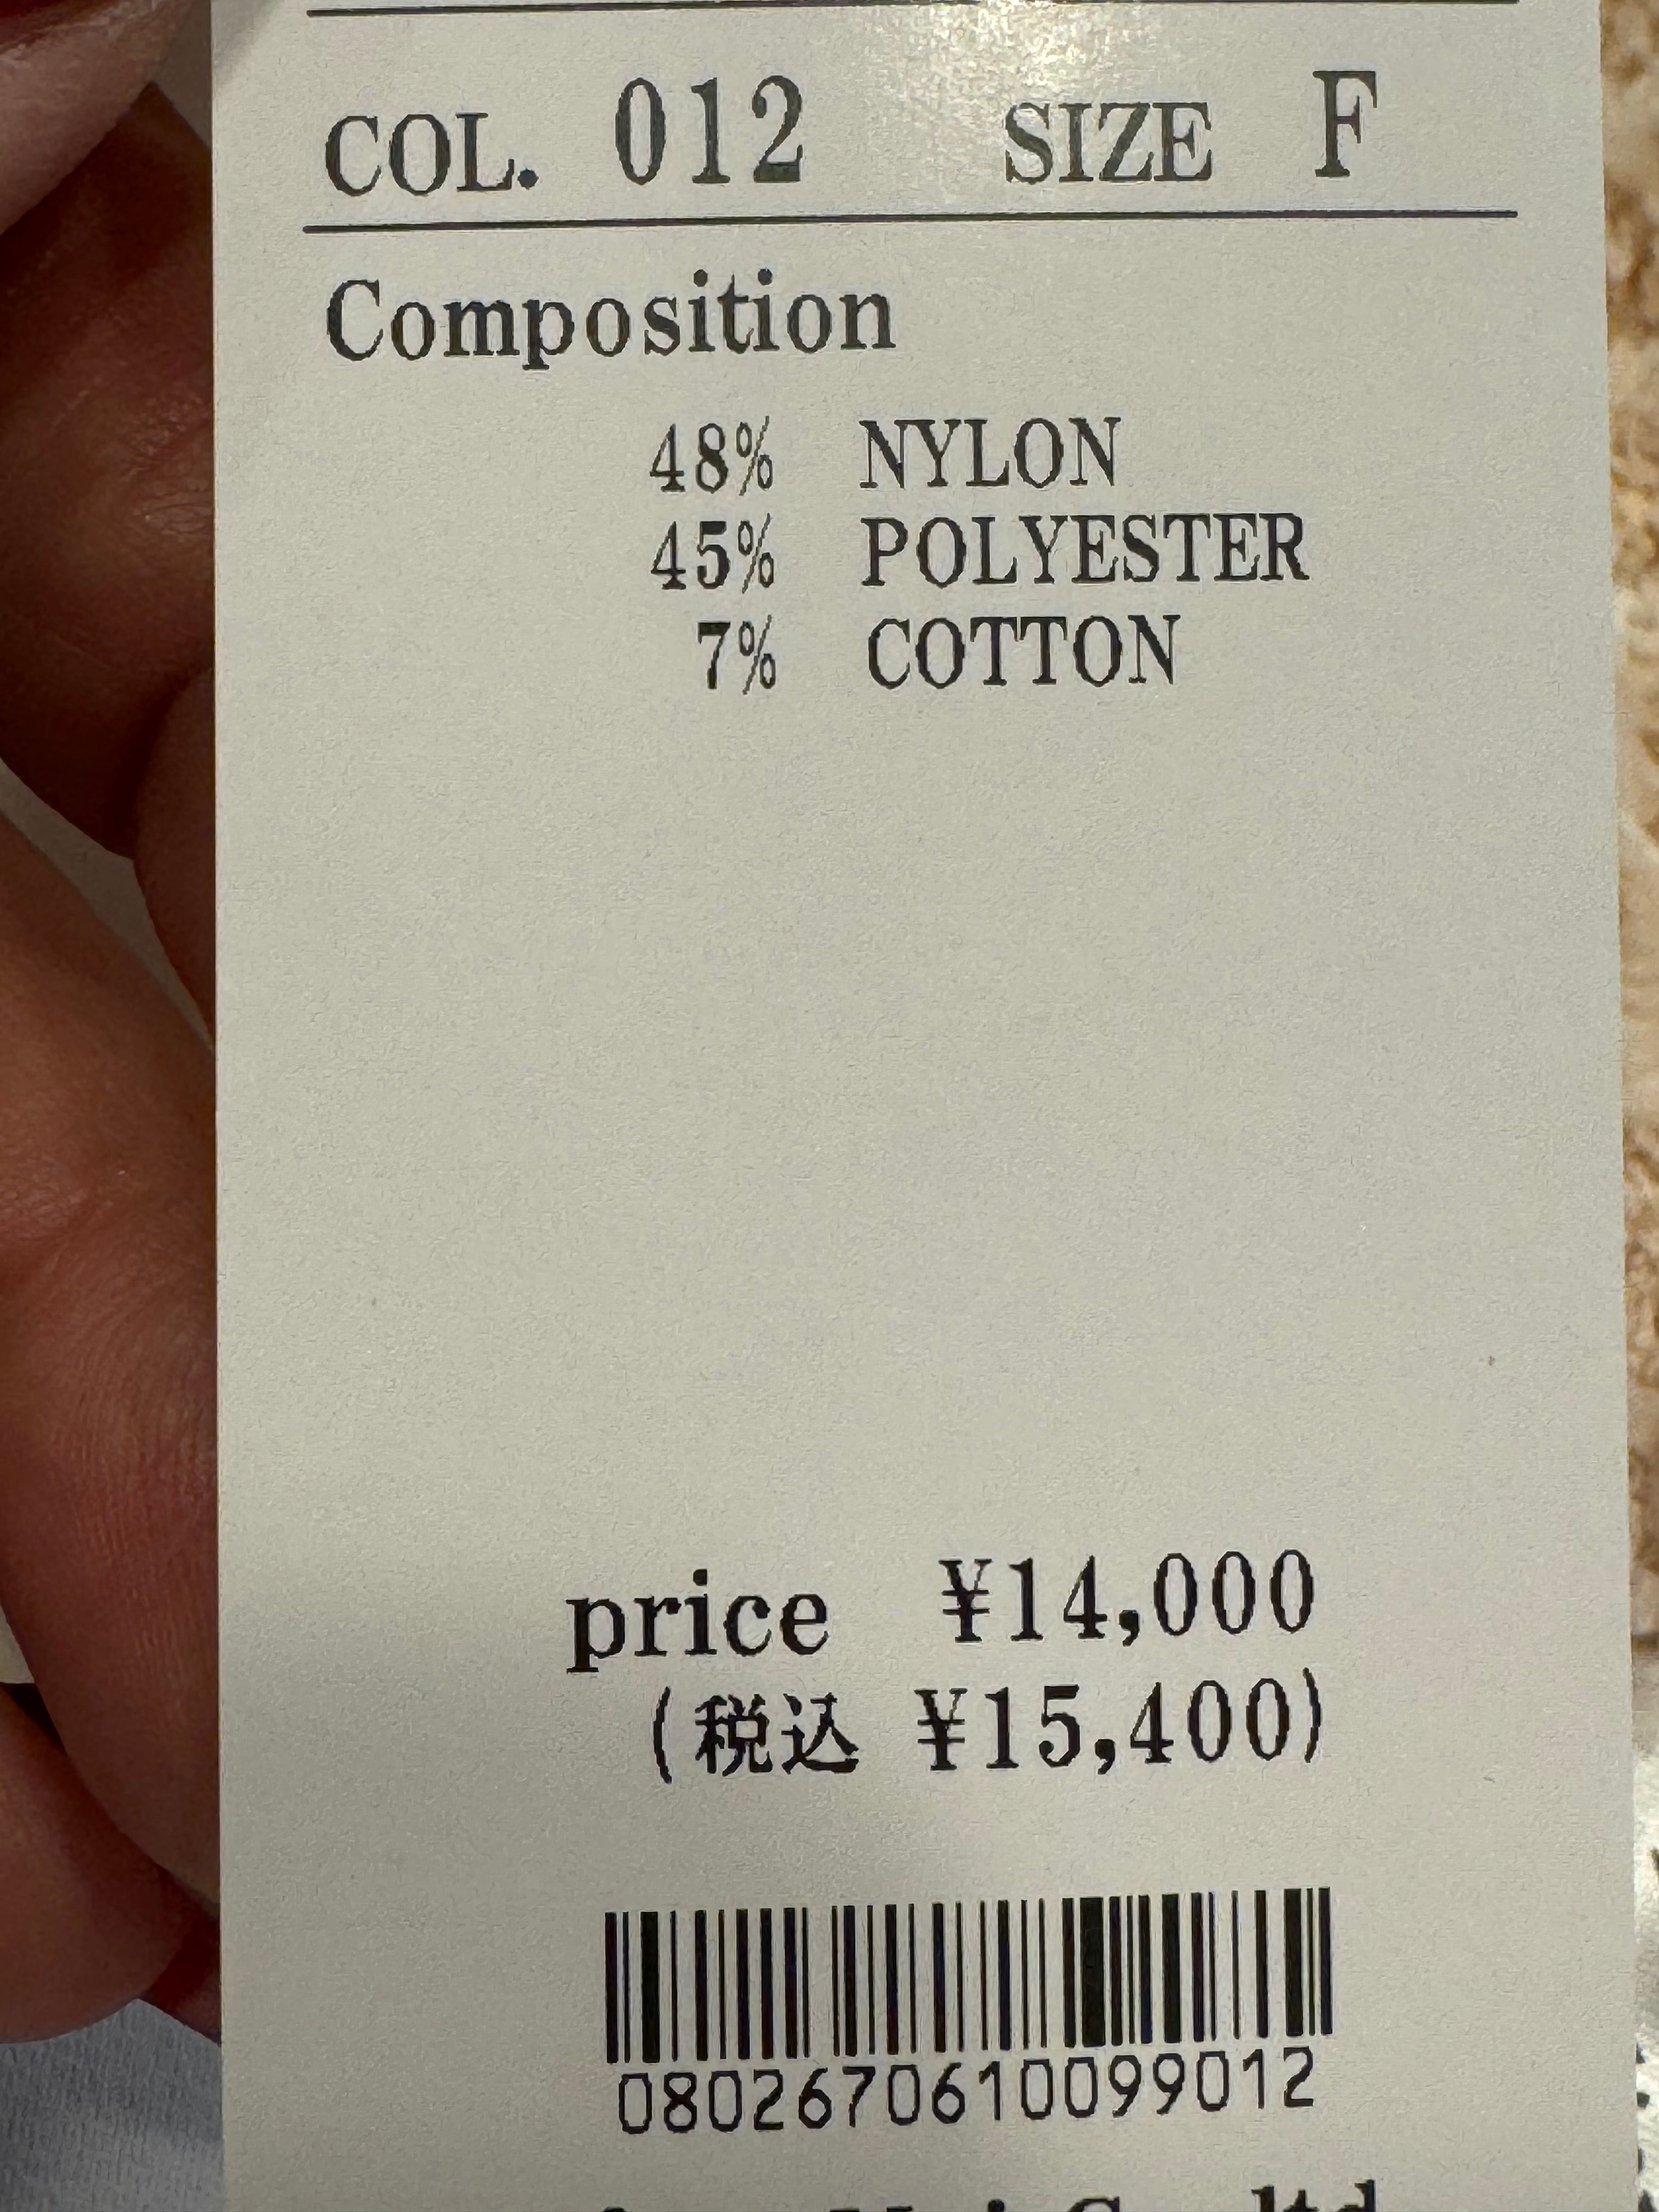 COL. 012 SIZE F
Composition
48% NYLON
45% POLYESTER
7% COTTON
price ¥14,000
(税込 ¥15,400)
0802670610099012